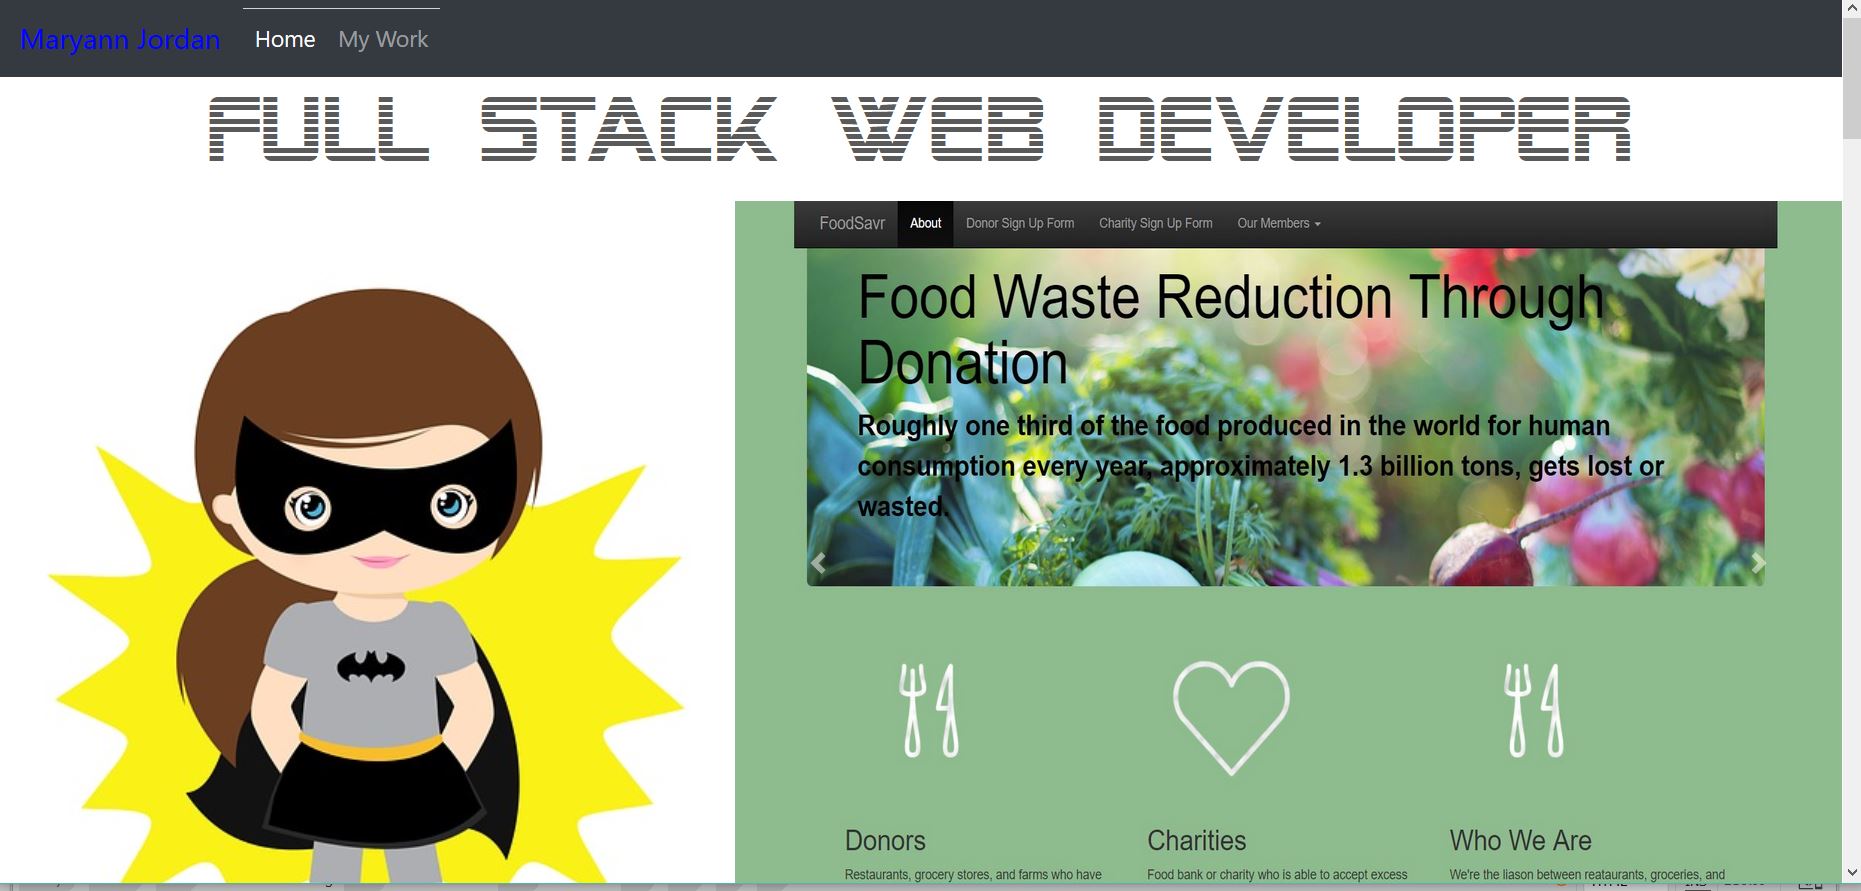 Maryann Jordan Home My Work
FULL STACK WEB DEVELOPER
FoodSavr About Donor Sign Up Form Charity Sign Up Form Our Members
Food Waste Reduction Through
Donation
Roughly one third of the food produced in the world for human
consumption every year, approximately 1.3 billion tons, gets lost or
wasted.
Donors
Restaurants, grocery stores, and farms who have
Charities
Food bank or charity who is able to accept excess
Who We Are
We're the liason between reataurants, groceries, and